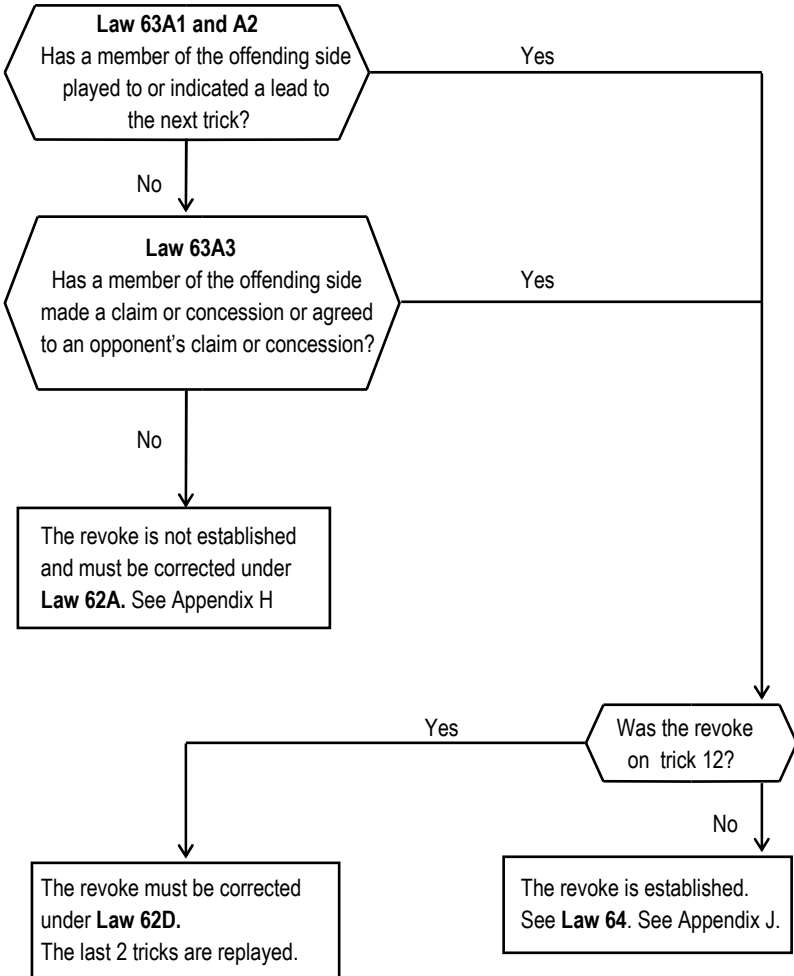 Law 63A1 and A2
Has a member of the offending side
played to or indicated a lead to
the next trick?
Yes
No
Law 63A3
Has a member of the offending side
made a claim or concession or agreed
to an opponent's claim or concession?
Yes
No
The revoke is not established
and must be corrected under
Law 62A. See Appendix H
Yes
Was the revoke
on trick 12?
No
The revoke must be corrected
under Law 62D.
The last 2 tricks are replayed.
The revoke is established.
See Law 64. See Appendix J.